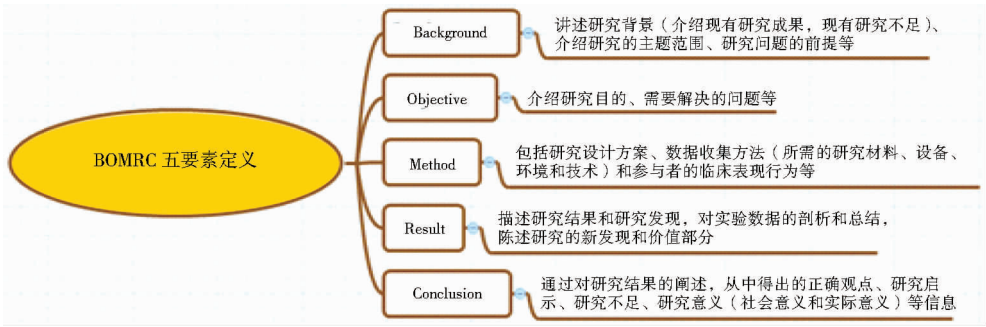 BOMRC 五要素定义
Background
讲述研究背景（介绍现有研究成果，现有研究不足）、
介绍研究的主题范围、研究问题的前提等
Objective
介绍研究目的、需要解决的问题等
Method
包括研究设计方案、数据收集方法（所需的研究材料、设备、
环境和技术）和参与者的临床表现行为等
Result
描述研究结果和研究发现，对实验数据的剖析和总结，
陈述研究的新发现和价值部分
Conclusion
通过对研究结果的阐述，从中得出的正确观点、研究启
示、研究不足、研究意义（社会意义和实际意义）等信息